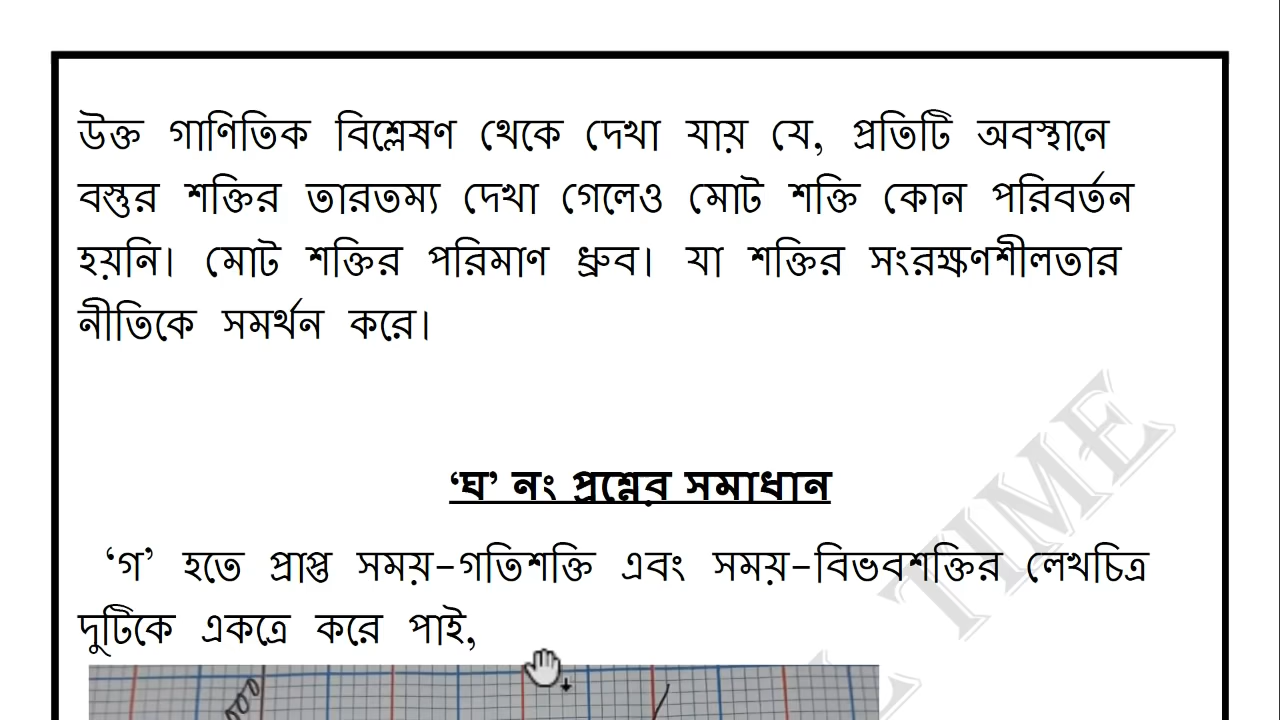 উক্ত গাণিতিক বিশ্লেষণ থেকে দেখা যায় যে, প্রতিটি অবস্থানে
বস্তুর শক্তির তারতম্য দেখা গেলেও মোট শক্তি কোন পরিবর্তন
হয়নি। মোট শক্তির পরিমাণ ধ্রুব। যা শক্তির সংরক্ষণশীলতার
নীতিকে সমর্থন করে।
‘ঘ’ নং প্রশ্নের সমাধান
‘গ’ হতে প্রাপ্ত সময়-গতিশক্তি এবং সময়-বিভবশক্তির লেখচিত্র
দুটিকে একত্রে করে পাই,
TIME